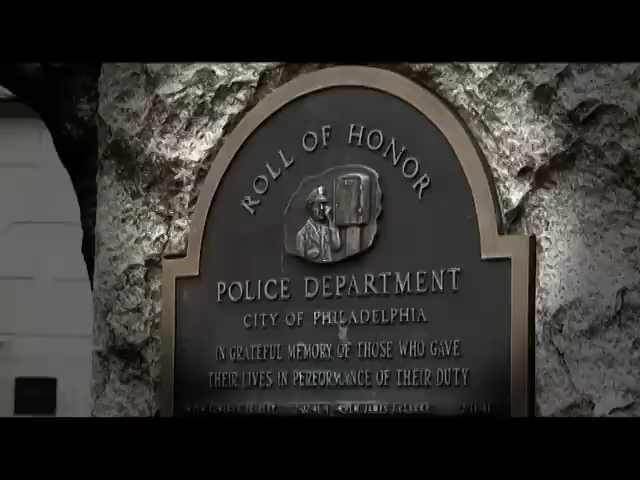 ROLL OF HONOR
POLICE DEPARTMENT
CITY OF PHILADELPHIA
IN GRATEFUL MEMORY OF THOSE WHO GAVE
THEIR LIVES IN PERFORMANCE OF THEIR DUTY